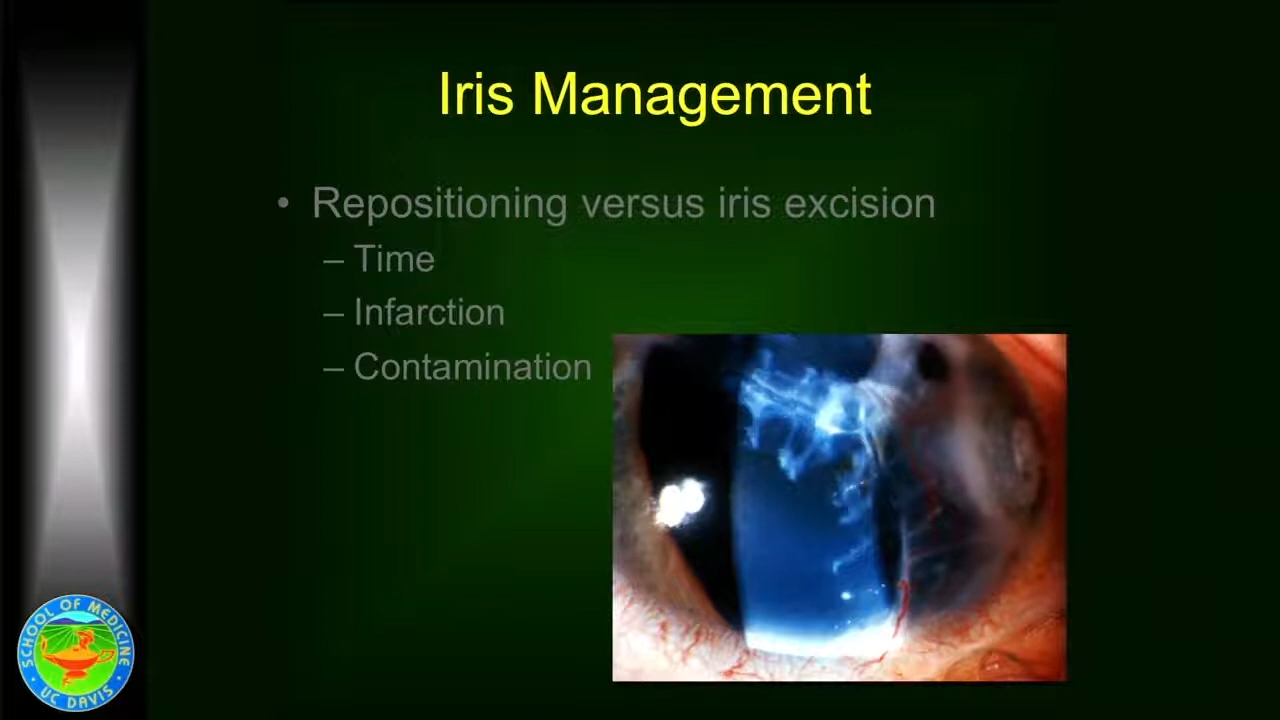 Iris Management
• Repositioning versus iris excision
– Time
– Infarction
– Contamination
SCHOOL OF MEDICINE
UC DAVIS